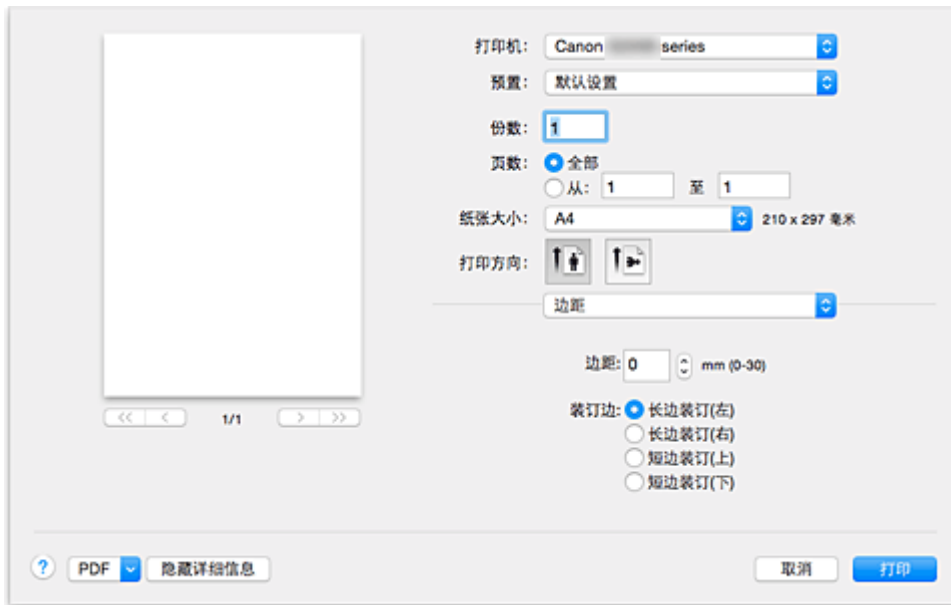 打印机: Canon series
预置: 默认设置
份数: 1
页数: 全部
从: 1 至 1
纸张大小: A4 210 x 297 毫米
打印方向:
边距
边距: 0 mm (0-30)
装订边: 长边装订(左)
长边装订(右)
短边装订(上)
短边装订(下)
<< < 1/1 > >>
? PDF 隐藏详细信息 取消 打印